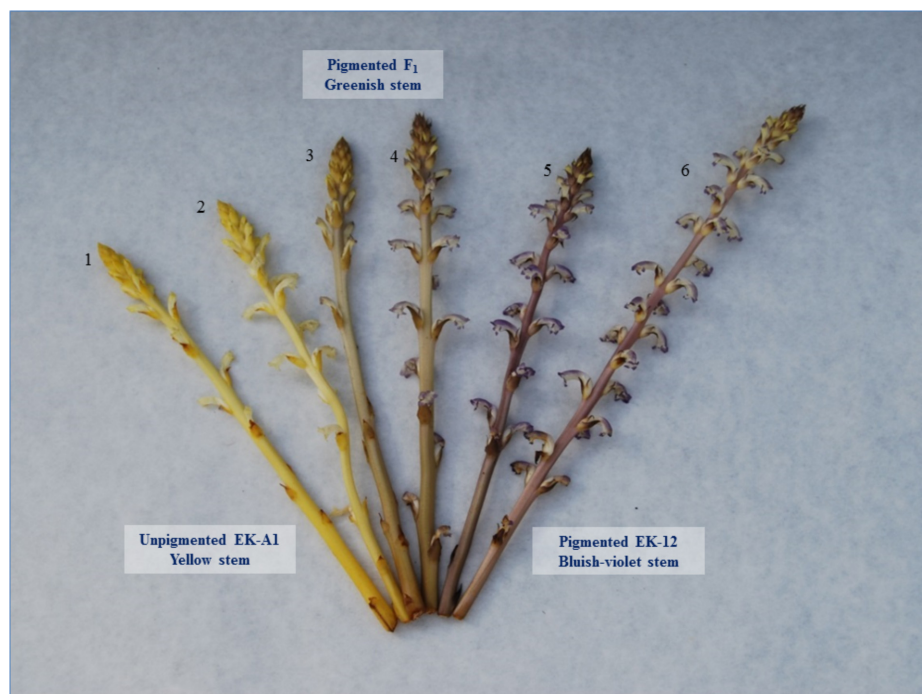 Pigmented F₁
Greenish stem
3
4
5
6
2
1
Unpigmented EK-A1
Yellow stem
Pigmented EK-12
Bluish-violet stem